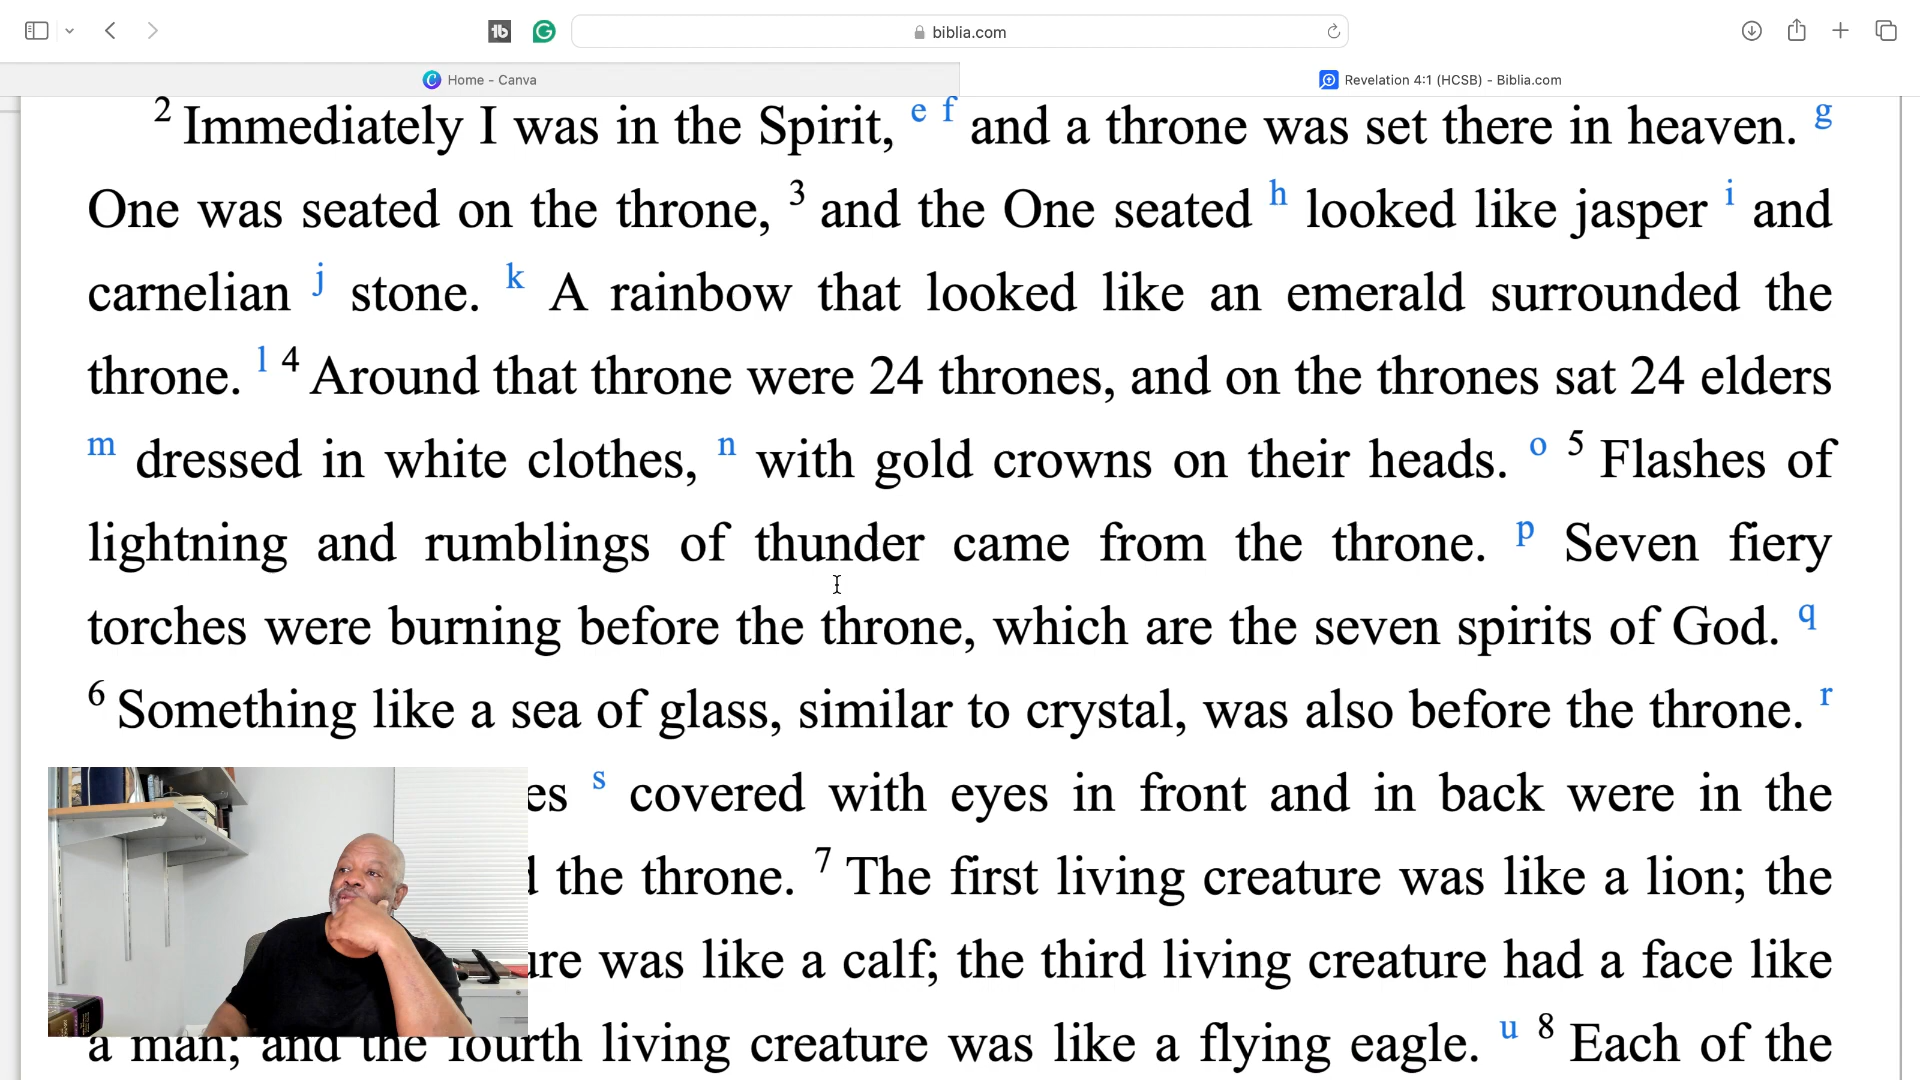 biblia.com
Home - Canva
Revelation 4:1 (HCSB) - Biblia.com
2 Immediately I was in the Spirit, e f and a throne was set there in heaven. g
One was seated on the throne, 3 and the One seated h looked like jasper i and
carnelian j stone. k A rainbow that looked like an emerald surrounded the
throne. l 4 Around that throne were 24 thrones, and on the thrones sat 24 elders
m dressed in white clothes, n with gold crowns on their heads. o 5 Flashes of
lightning and rumblings of thunder came from the throne. p Seven fiery
torches were burning before the throne, which are the seven spirits of God. q
6 Something like a sea of glass, similar to crystal, was also before the throne. r
es s covered with eyes in front and in back were in the
the throne. 7 The first living creature was like a lion; the
ure was like a calf; the third living creature had a face like
a man; and the fourth living creature was like a flying eagle. u 8 Each of the